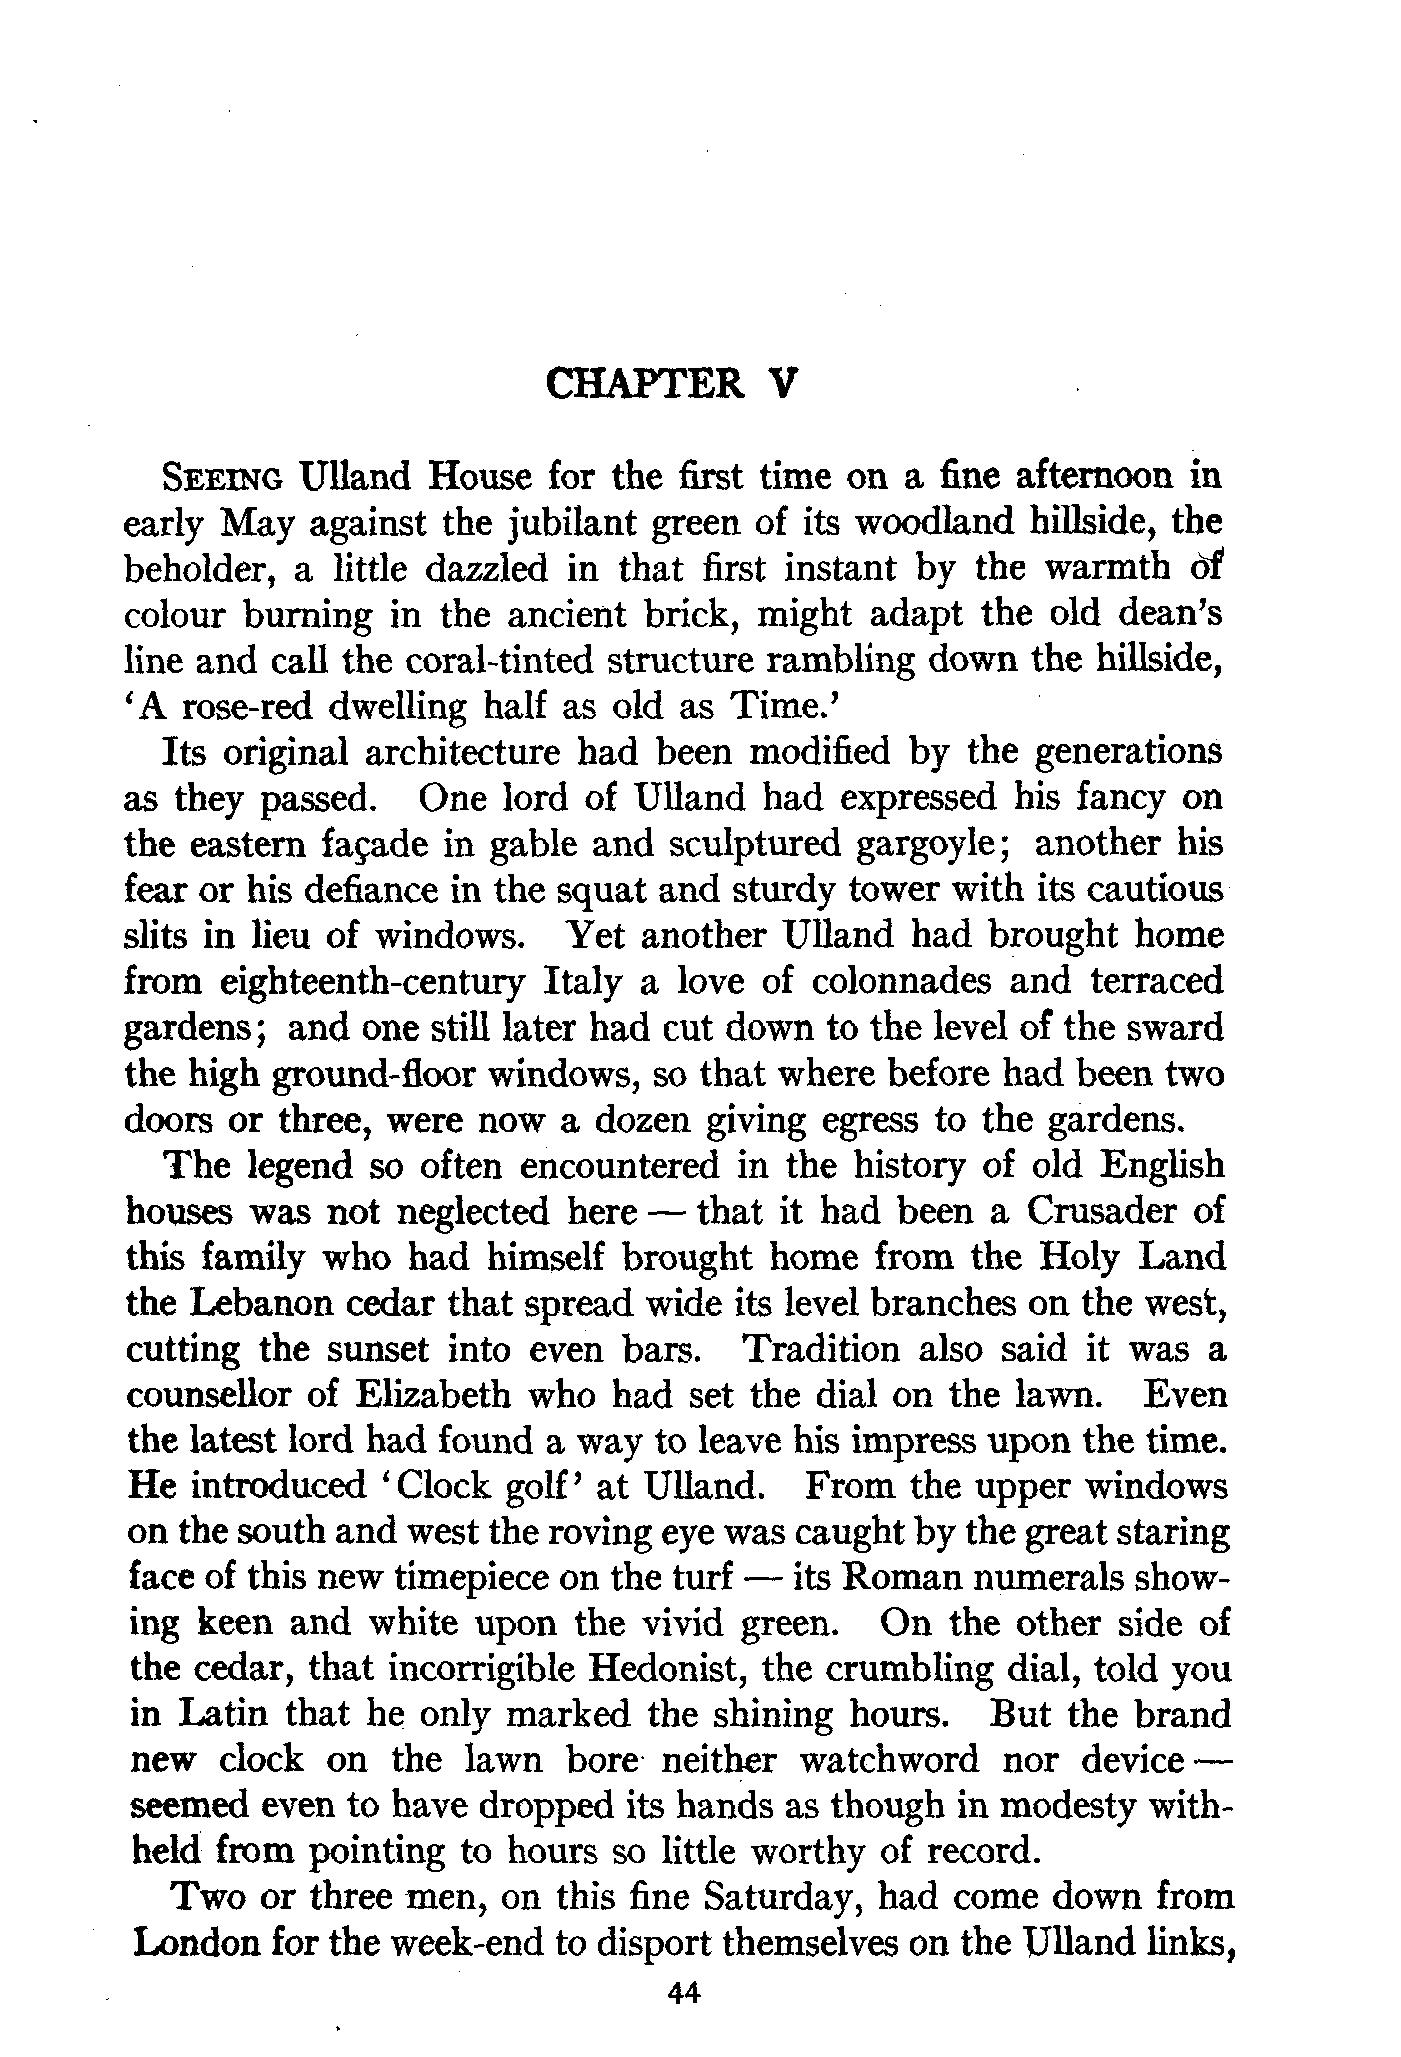 CHAPTER V
SEEING Ulland House for the first time on a fine afternoon in
early May against the jubilant green of its woodland hillside, the
beholder, a little dazzled in that first instant by the warmth of
colour burning in the ancient brick, might adapt the old dean's
line and call the coral-tinted structure rambling down the hillside,
‘A rose-red dwelling half as old as Time.’
Its original architecture had been modified by the generations
as they passed. One lord of Ulland had expressed his fancy on
the eastern façade in gable and sculptured gargoyle; another his
fear or his defiance in the squat and sturdy tower with its cautious
slits in lieu of windows. Yet another Ulland had brought home
from eighteenth-century Italy a love of colonnades and terraced
gardens; and one still later had cut down to the level of the sward
the high ground-floor windows, so that where before had been two
doors or three, were now a dozen giving egress to the gardens.
The legend so often encountered in the history of old English
houses was not neglected here — that it had been a Crusader of
this family who had himself brought home from the Holy Land
the Lebanon cedar that spread wide its level branches on the west,
cutting the sunset into even bars. Tradition also said it was a
counsellor of Elizabeth who had set the dial on the lawn. Even
the latest lord had found a way to leave his impress upon the time.
He introduced ‘Clock golf’ at Ulland. From the upper windows
on the south and west the roving eye was caught by the great staring
face of this new timepiece on the turf — its Roman numerals show-
ing keen and white upon the vivid green. On the other side of
the cedar, that incorrigible Hedonist, the crumbling dial, told you
in Latin that he only marked the shining hours. But the brand
new clock on the lawn bore neither watchword nor device —
seemed even to have dropped its hands as though in modesty with-
held from pointing to hours so little worthy of record.
Two or three men, on this fine Saturday, had come down from
London for the week-end to disport themselves on the Ulland links,
44